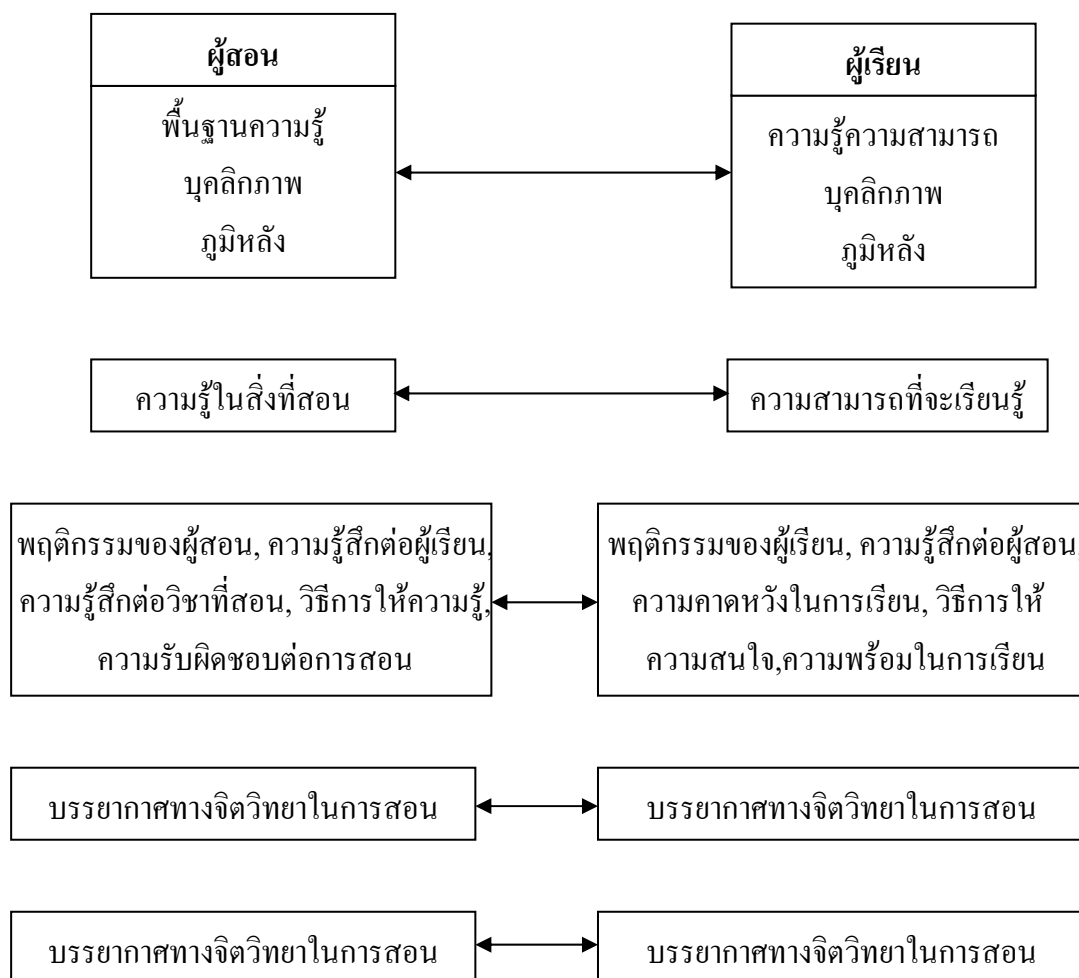 ผู้สอน
พื้นฐานความรู้
บุคลิกภาพ
ภูมิหลัง
ผู้เรียน
ความรู้ความสามารถ
บุคลิกภาพ
ภูมิหลัง
ความรู้ในสิ่งที่สอน
ความสามารถที่จะเรียนรู้
พฤติกรรมของผู้สอน, ความรู้สึกต่อผู้เรียน,
ความรู้สึกต่อวิชาที่สอน, วิธีการให้ความรู้,
ความรับผิดชอบต่อการสอน
พฤติกรรมของผู้เรียน, ความรู้สึกต่อผู้สอน,
ความคาดหวังในการเรียน, วิธีการให้
ความสนใจ,ความพร้อมในการเรียน
บรรยากาศทางจิตวิทยาในการสอน
บรรยากาศทางจิตวิทยาในการสอน
บรรยากาศทางจิตวิทยาในการสอน
บรรยากาศทางจิตวิทยาในการสอน